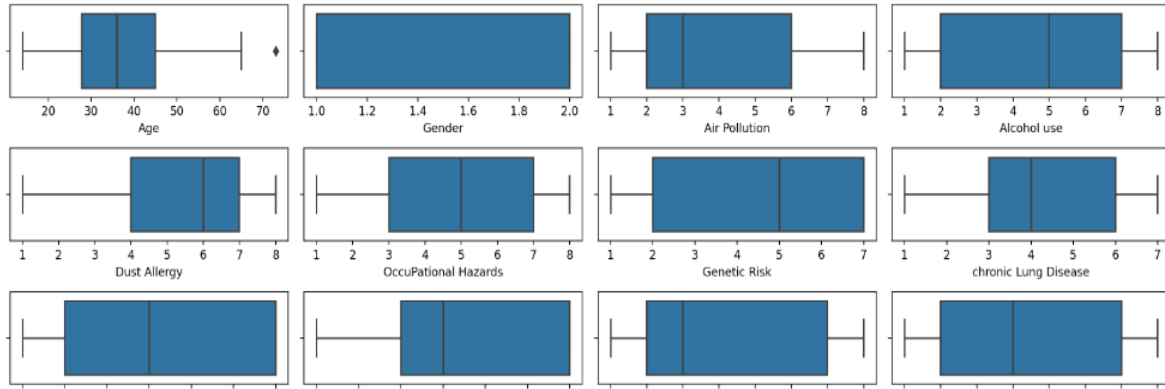 20 30 40 50 60 70
Age
1.0 1.2 1.4 1.6 1.8 2.0
Gender
1 2 3 4 5 6 7 8
Air Pollution
1 2 3 4 5 6 7 8
Alcohol use
1 2 3 4 5 6 7 8
Dust Allergy
1 2 3 4 5 6 7 8
OccuPational Hazards
1 2 3 4 5 6 7
Genetic Risk
1 2 3 4 5 6 7
chronic Lung Disease